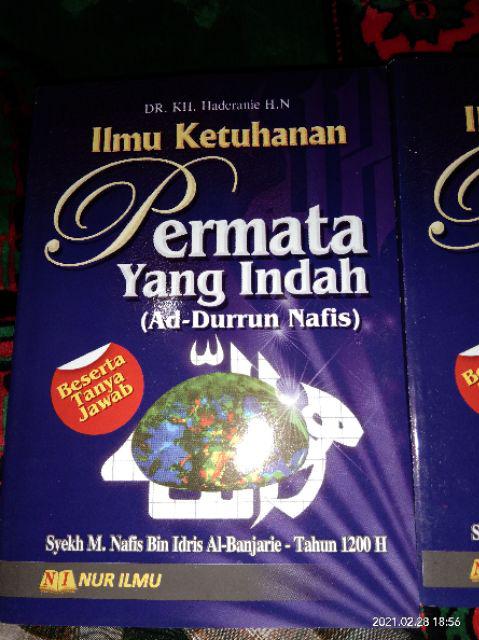 DR. KH. Haderanie H.N
Ilmu Ketuhanan
Permata
Yang Indah
(Ad-Durrun Nafis)
Beserta
Tanya
Jawab
Syekh M. Nafis Bin Idris Al-Banjarie - Tahun 1200 H
NI NUR ILMU
2021.02.28 18:56